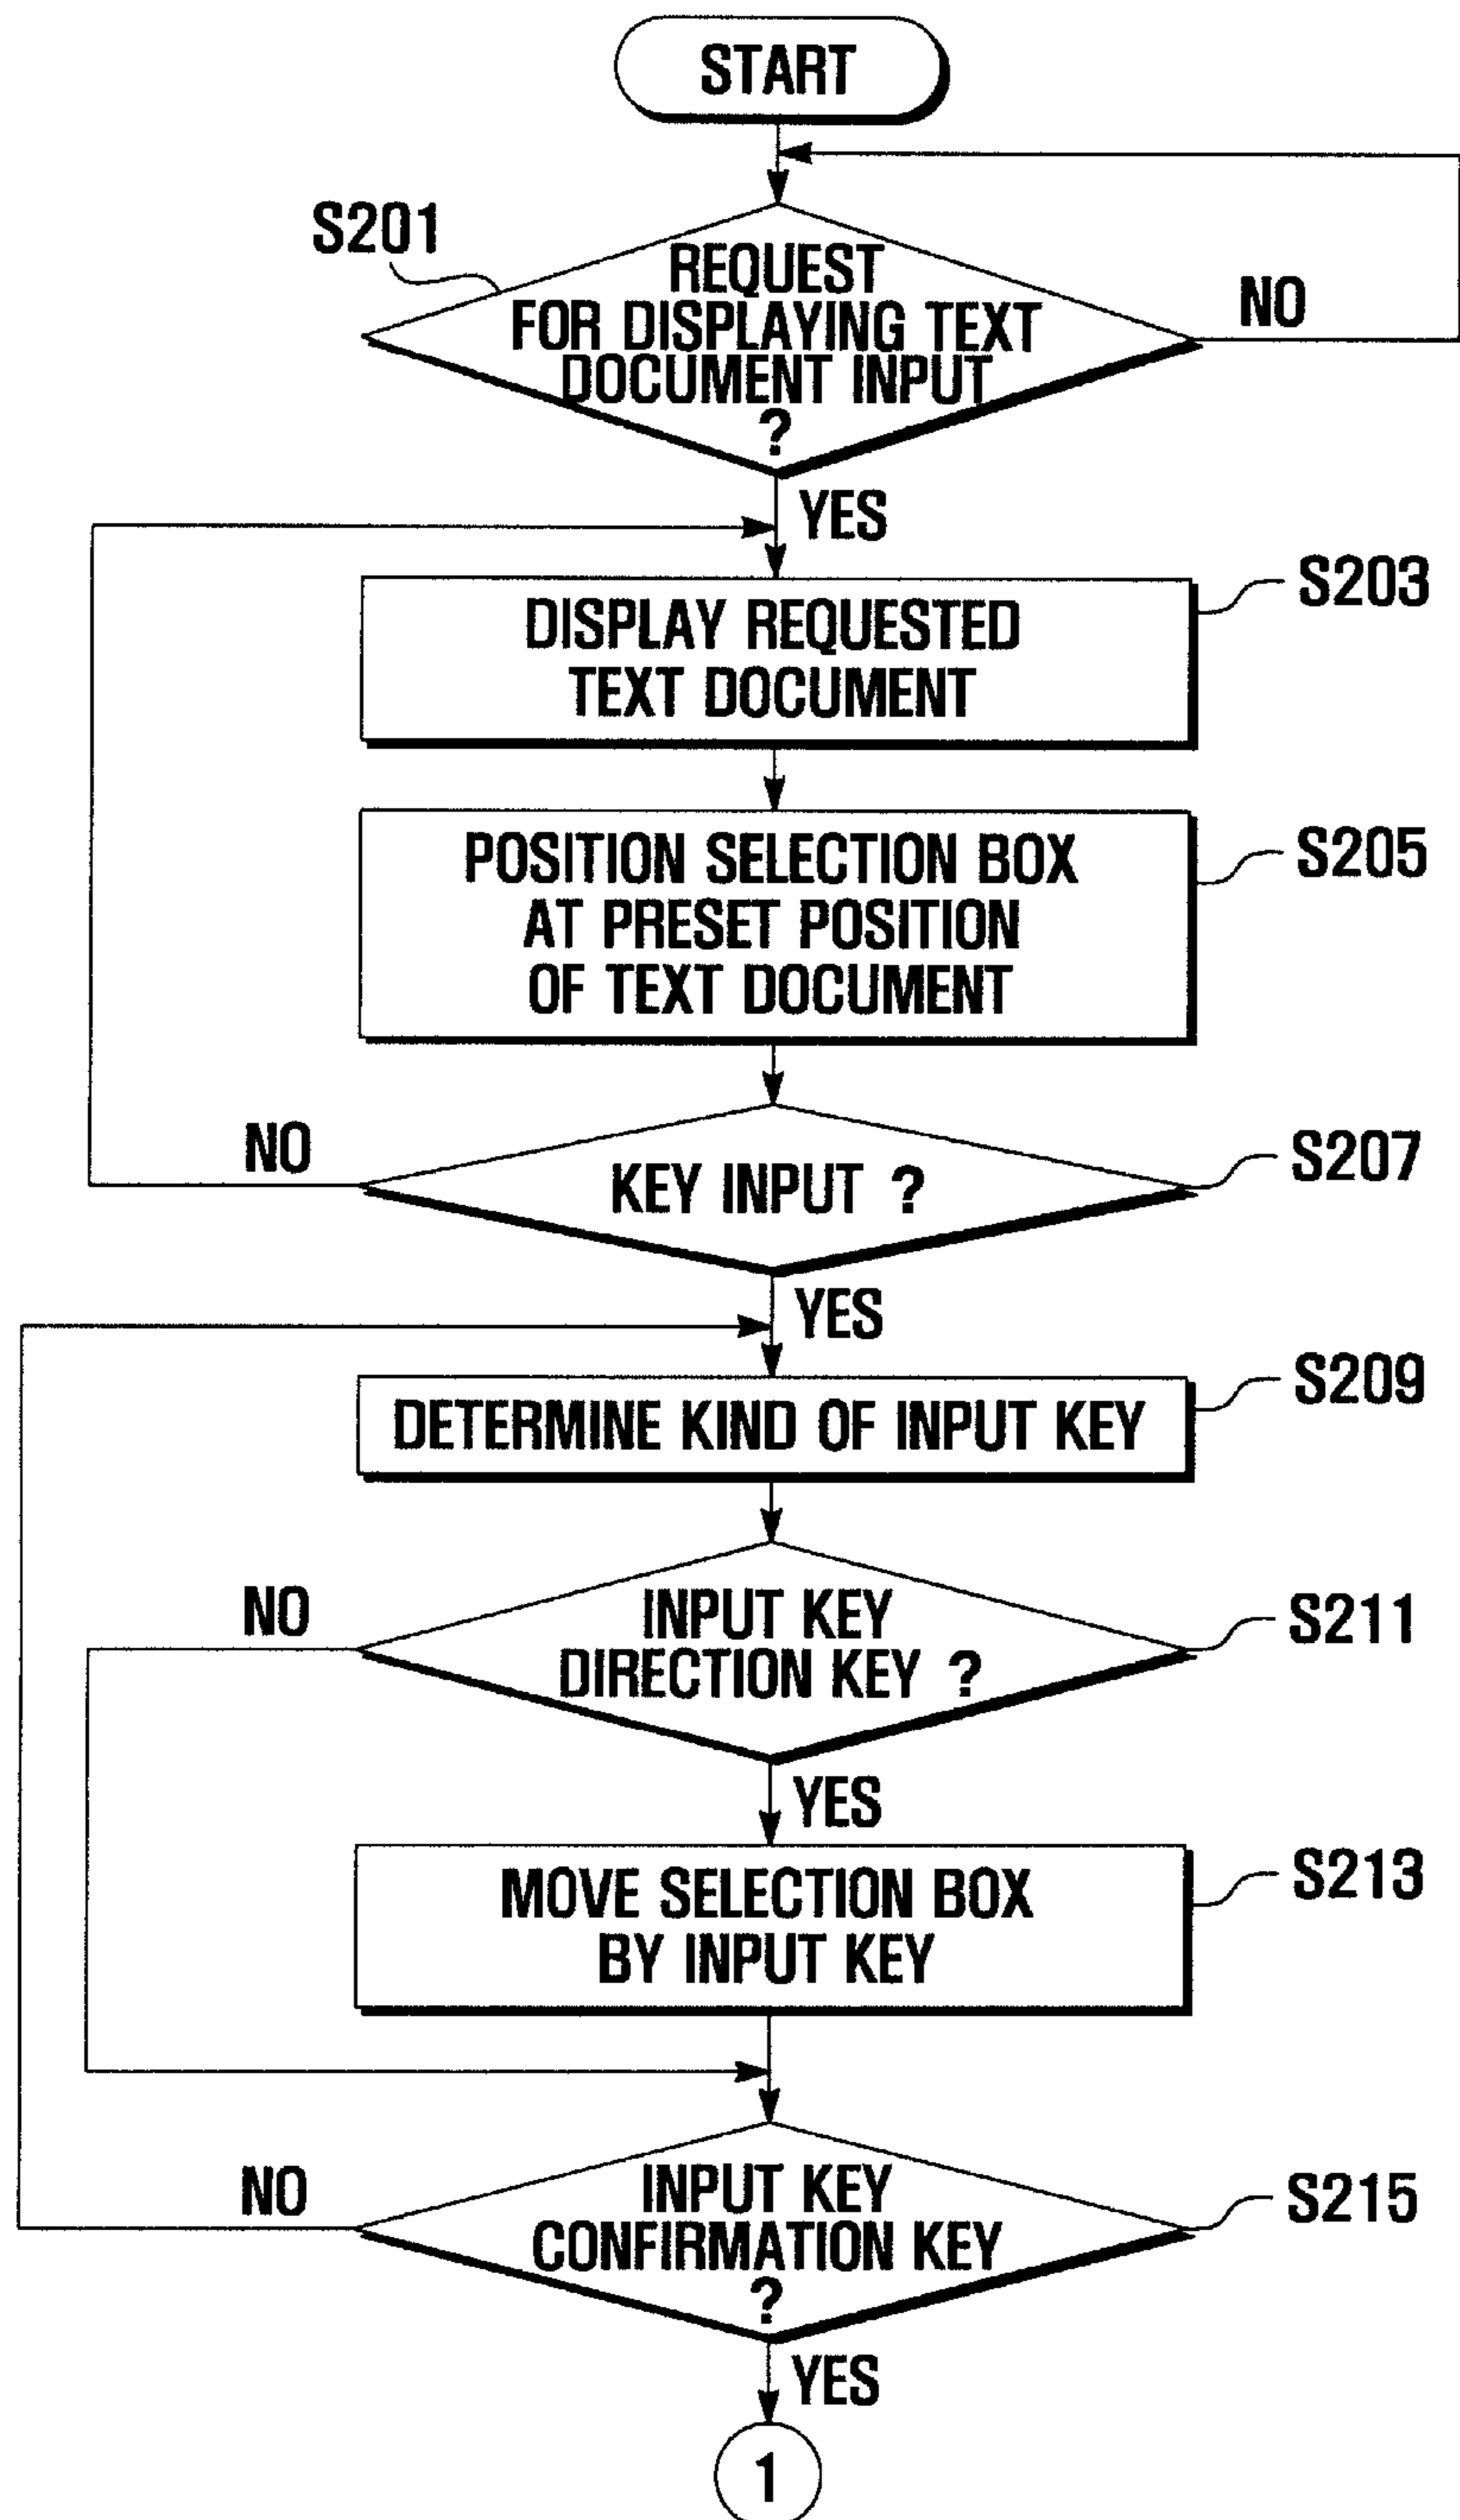 START
S201
REQUEST
FOR DISPLAYING TEXT
DOCUMENT INPUT
?
NO
YES
S203
DISPLAY REQUESTED
TEXT DOCUMENT
S205
POSITION SELECTION BOX
AT PRESET POSITION
OF TEXT DOCUMENT
NO
KEY INPUT ?
S207
YES
S209
DETERMINE KIND OF INPUT KEY
NO
INPUT KEY
DIRECTION KEY ?
S211
YES
S213
MOVE SELECTION BOX
BY INPUT KEY
NO
INPUT KEY
CONFIRMATION KEY
?
S215
YES
1